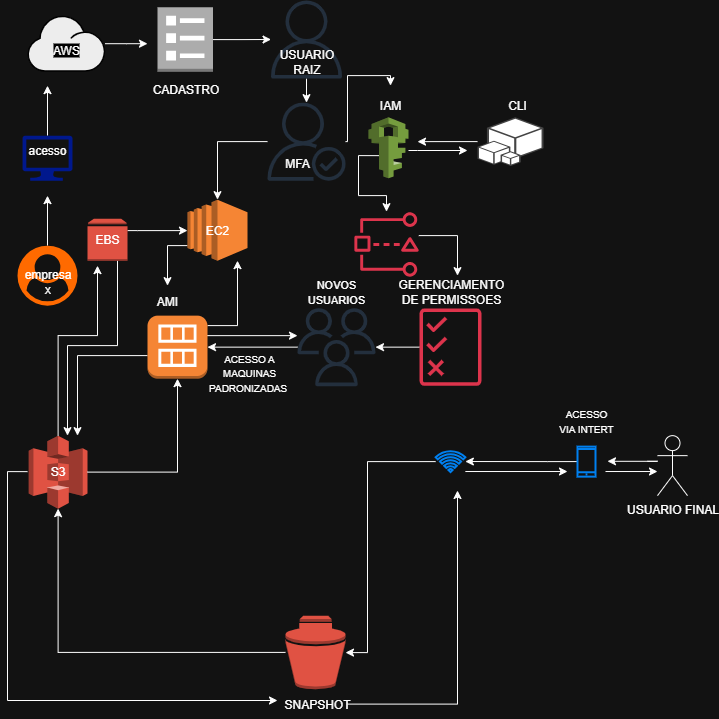 AWS
CADASTRO
USUARIO
RAIZ
IAM
CLI
acesso
MFA
EBS
EC2
empresa
x
AMI
NOVOS
USUARIOS
GERENCIAMENTO
DE PERMISSOES
ACESSO A
MAQUINAS
PADRONIZADAS
ACESSO
VIA INTERT
S3
USUARIO FINAL
SNAPSHOT